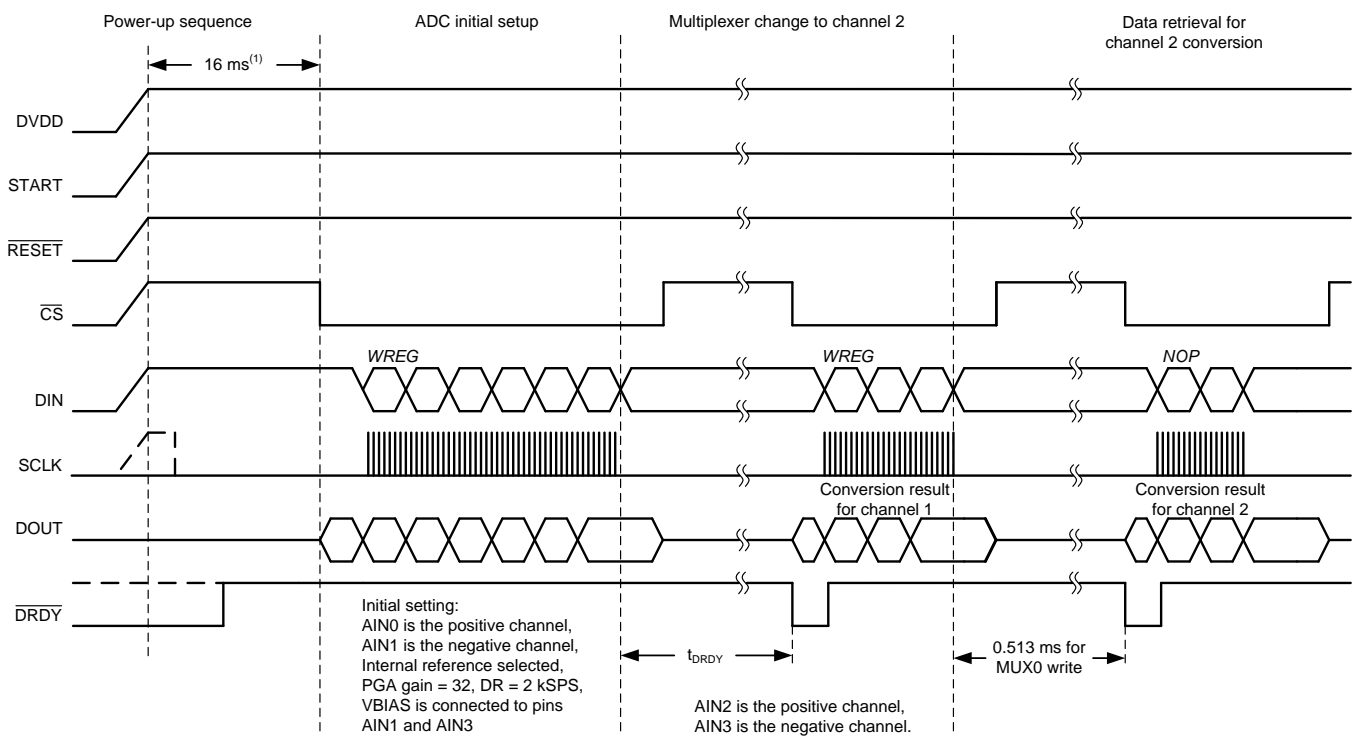 Power-up sequence
ADC initial setup
Multiplexer change to channel 2
Data retrieval for
channel 2 conversion
16 ms(1)
DVDD
START
RESET
CS
WREG
WREG
NOP
DIN
SCLK
Conversion result
for channel 1
Conversion result
for channel 2
DOUT
DRDY
Initial setting:
AIN0 is the positive channel,
AIN1 is the negative channel,
Internal reference selected,
PGA gain = 32, DR = 2 kSPS,
VBIAS is connected to pins
AIN1 and AIN3
tDRDY
0.513 ms for
MUX0 write
AIN2 is the positive channel,
AIN3 is the negative channel.